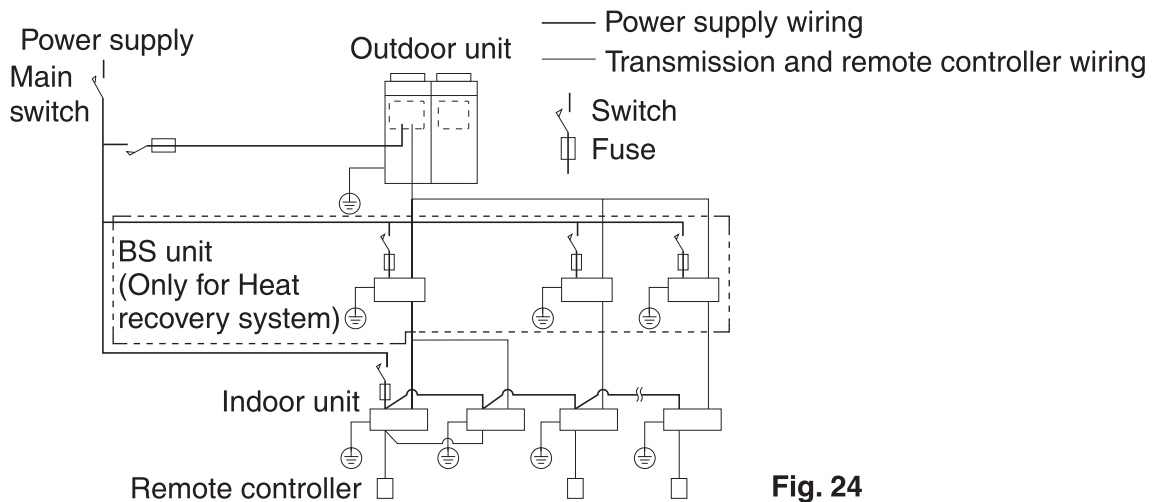 Power supply
Main
switch
Outdoor unit
Power supply wiring
Transmission and remote controller wiring
Switch
Fuse
BS unit
(Only for Heat
recovery system)
Indoor unit
Remote controller
Fig. 24